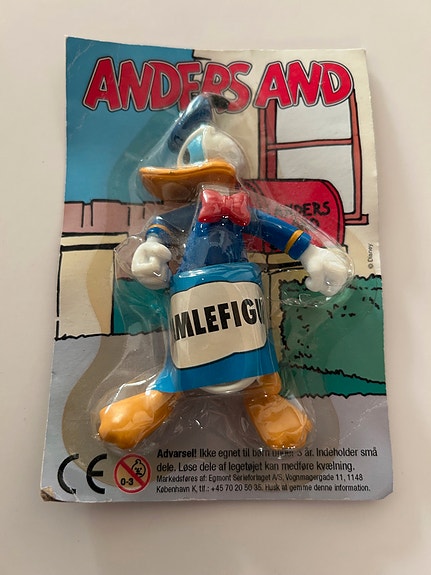 ANDERS AND
ANDERS
© Disney
MLEFIGU
Advarsel! Ikke egnet til børn under 3 år. Indeholder små
dele. Løse dele af legetøjet kan medføre kvælning.
CE
0-3
Markedsføres af: Egmont Serieforlaget A/S, Vognmagergade 11, 1148
København K, tlf.: +45 70 20 50 35. Husk at gemme denne information.